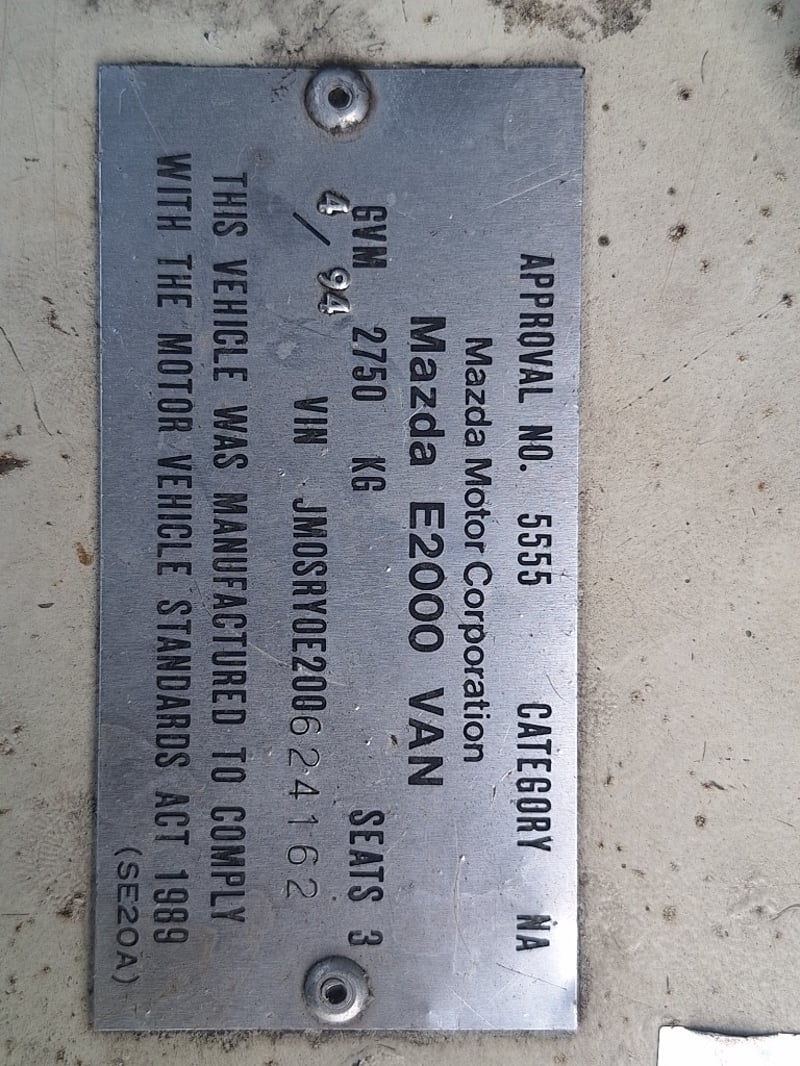 APPROVAL NO. 5555 CATEGORY NA
Mazda Motor Corporation
Mazda E2000 VAN
GVM 2750 KG SEATS 3
4/94
VIN JM0SRY0E200624162
THIS VEHICLE WAS MANUFACTURED TO COMPLY
WITH THE MOTOR VEHICLE STANDARDS ACT 1989
(SE20A)